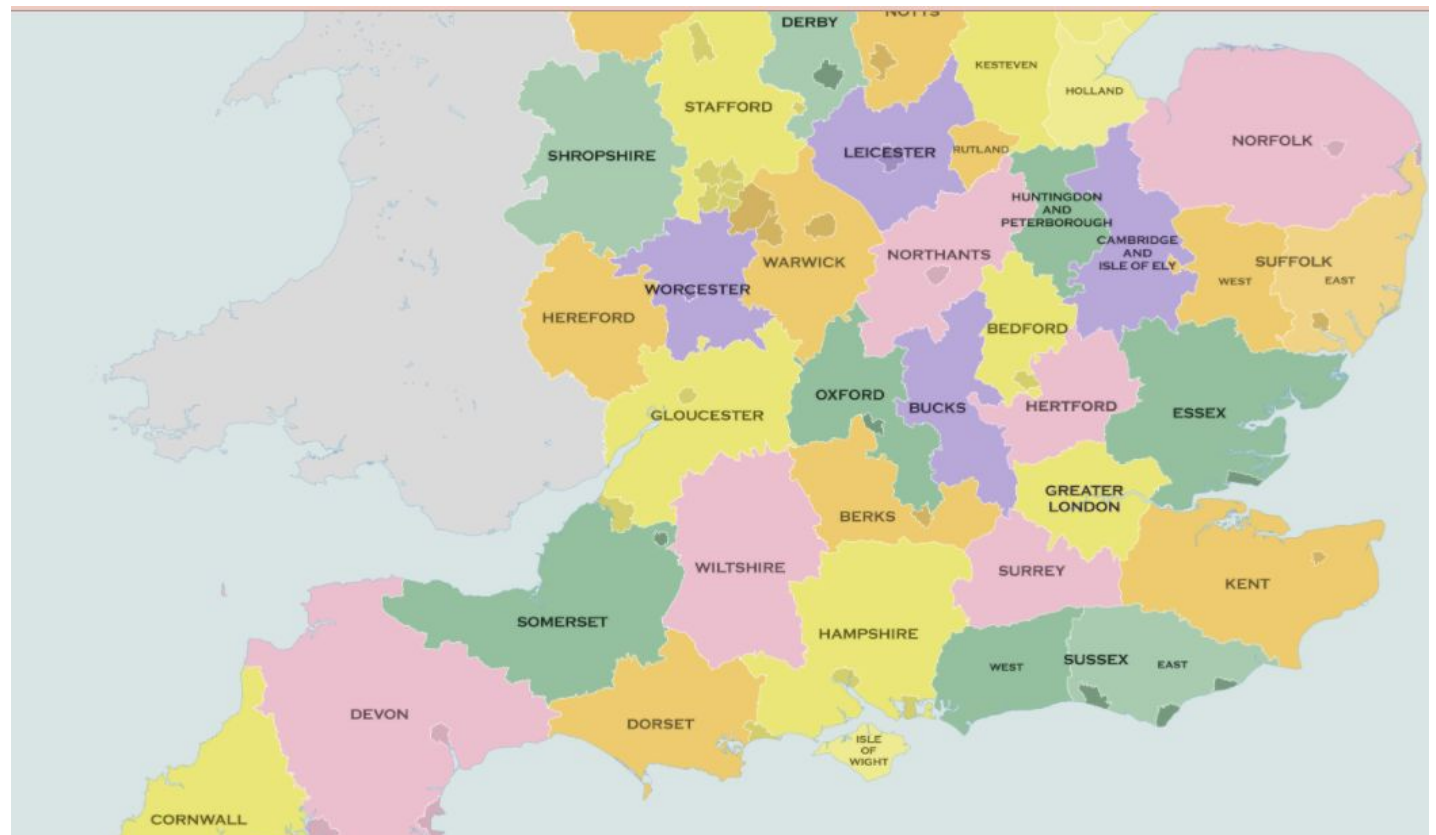 DERBY
NOTTS
KESTEVEN
STAFFORD
HOLLAND
SHROPSHIRE
LEICESTER
RUTLAND
NORFOLK
HUNTINGDON
AND
PETERBOROUGH
WARWICK
NORTHANTS
CAMBRIDGE
AND
ISLE OF ELY
SUFFOLK
WEST
EAST
WORCESTER
HEREFORD
BEDFORD
OXFORD
BUCKS
HERTFORD
ESSEX
GLOUCESTER
GREATER
LONDON
BERKS
WILTSHIRE
SURREY
KENT
SOMERSET
HAMPSHIRE
WEST
SUSSEX
EAST
DEVON
DORSET
ISLE
OF
WIGHT
CORNWALL